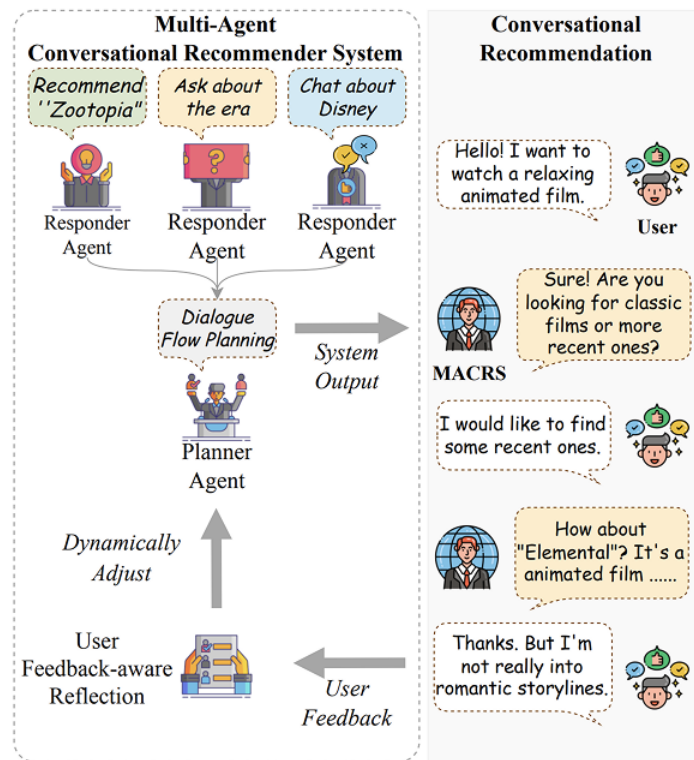 Multi-Agent
Conversational Recommender System
Recommend
''Zootopia"
Ask about
the era
Chat about
Disney
Responder
Agent
Responder
Agent
Responder
Agent
Dialogue
Flow Planning
System
Output
Planner
Agent
Dynamically
Adjust
User
Feedback-aware
Reflection
User
Feedback
Conversational
Recommendation
Hello! I want to
watch a relaxing
animated film.
User
Sure! Are you
looking for classic
films or more
recent ones?
MACRS
I would like to find
some recent ones.
How about
"Elemental"? It's a
animated film ......
Thanks. But I'm
not really into
romantic storylines.